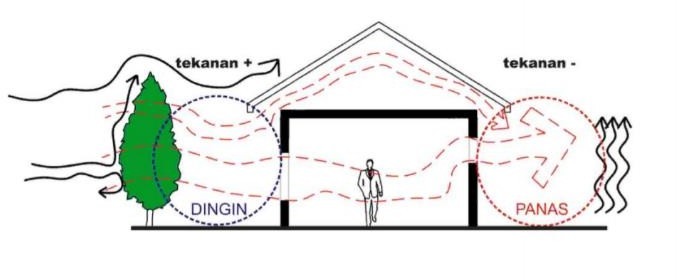 tekanan +
tekanan -
DINGIN
PANAS